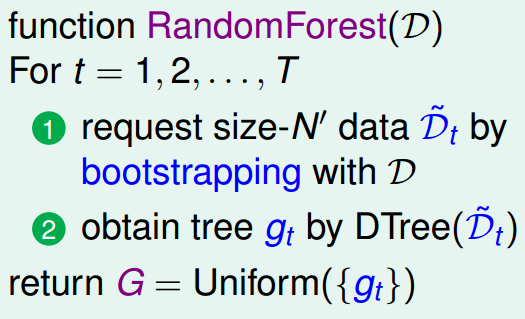 function RandomForest(𝒟)
For t = 1, 2, . . . , T
1 request size-N′ data 𝒟̃ₜ by
bootstrapping with 𝒟
2 obtain tree gₜ by DTree(𝒟̃ₜ)
return G = Uniform({gₜ})